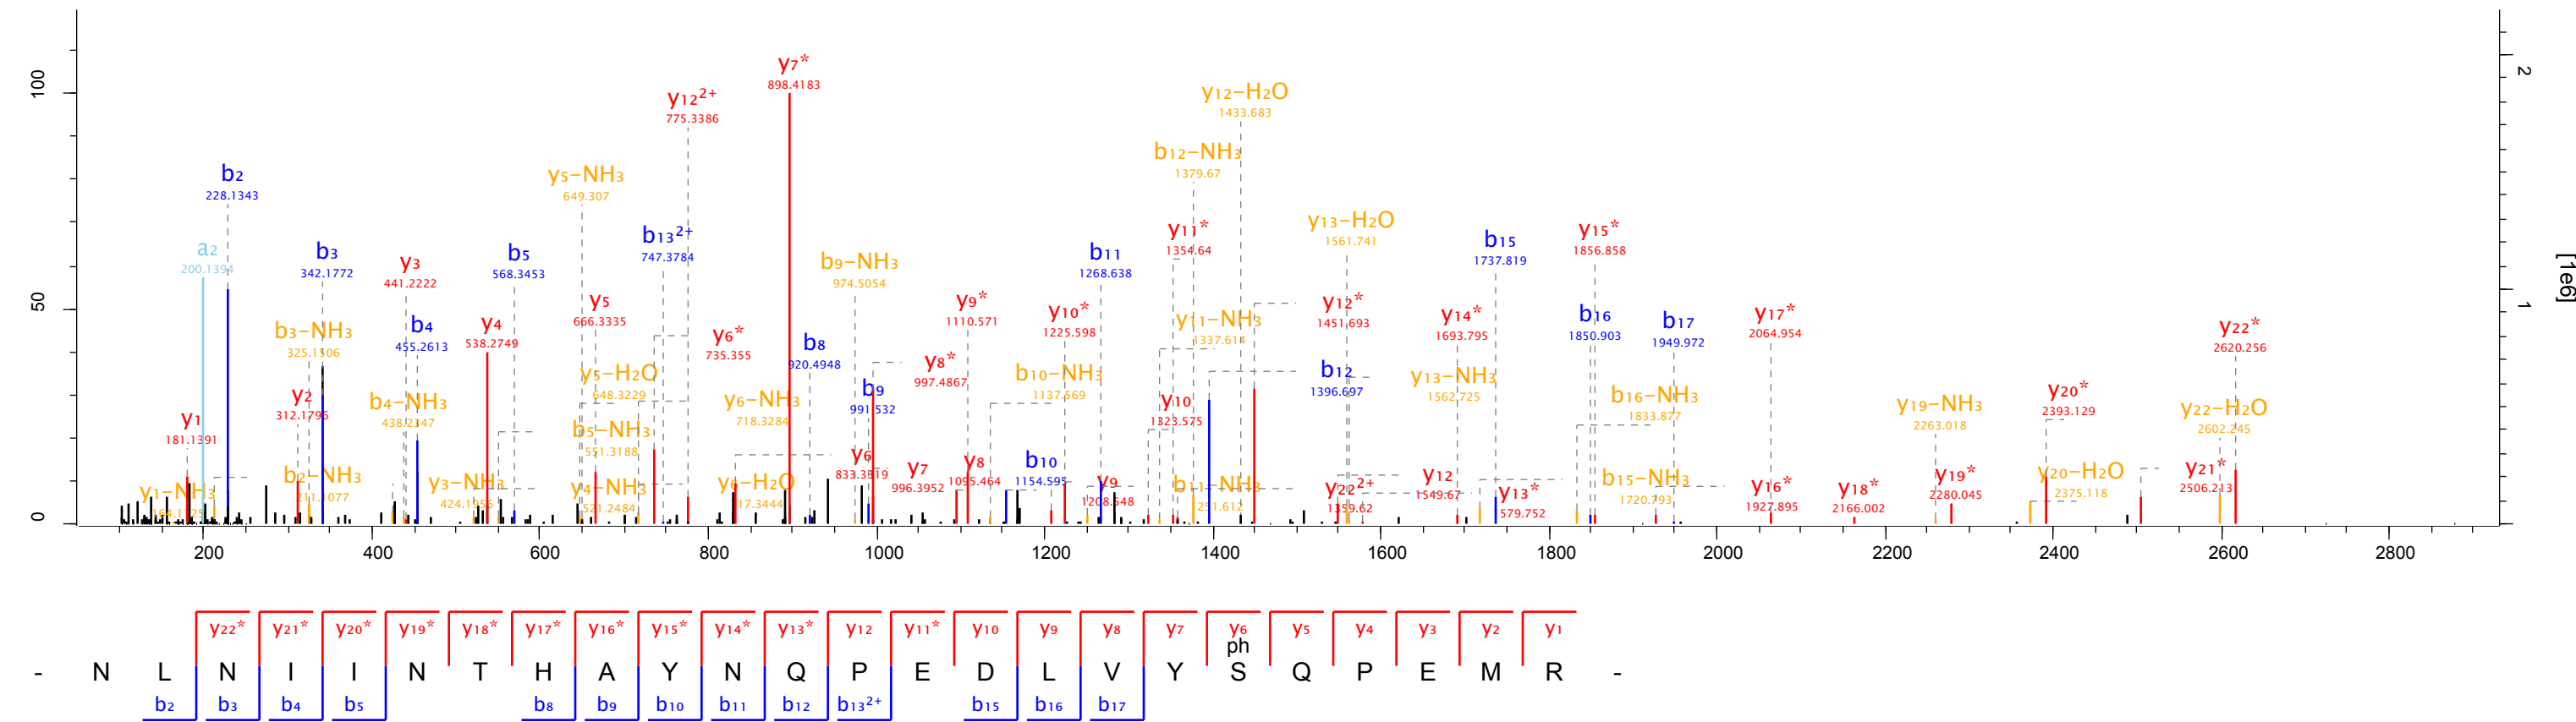 100
50
0
2
1
[1e6]
y7*
898.4183
y12²⁺
775.3386
y12-H2O
1433.683
b2
228.1343
y5-NH3
649.307
b12-NH3
1379.67
a2
200.1394
b3
342.1772
y3
441.2222
b5
568.3453
b13²⁺
747.3784
b9-NH3
974.5054
b11
1268.638
y11*
1354.64
y13-H2O
1561.741
b15
1737.819
y15*
1856.858
b3-NH3
325.1506
b4
455.2613
y4
538.2749
y5
666.3335
y6*
735.355
b8
920.4948
y9*
1110.571
y10*
1225.598
y11-NH3
1337.614
y12*
1451.693
y14*
1693.795
b16
1850.903
b17
1949.972
y17*
2064.954
y22*
2620.256
y1
181.1391
y2
312.1796
b4-NH3
438.2347
y5-H2O
648.3229
y6-NH3
718.3284
b9
991.532
y8*
997.4867
b10-NH3
1137.569
y10
1323.575
b12
1396.697
y13-NH3
1562.725
b16-NH3
1833.877
y19-NH3
2263.018
y20*
2393.129
y22-H2O
2602.245
y1-NH3
b2-NH3
211.1077
y3-NH3
b5-NH3
551.3188
y4-NH3
521.2484
y6-H2O
y6
y7
996.3952
y8
1095.464
b10
1154.595
y9
1208.548
b11-NH3
y22²⁺
y12
1549.67
y13*
b15-NH3
1720.793
y16*
1927.895
y18*
2166.002
y19*
2280.045
y20-H2O
2375.118
y21*
2506.213
200 400 600 800 1000 1200 1400 1600 1800 2000 2200 2400 2600 2800
y22* y21* y20* y19* y18* y17* y16* y15* y14* y13* y12 y11* y10 y9 y8 y7 y6 y5 y4 y3 y2 y1
ph
- N L N I I N T H A Y N Q P E D L V Y S Q P E M R -
b2 b3 b4 b5 b8 b9 b10 b11 b12 b13²⁺ b15 b16 b17